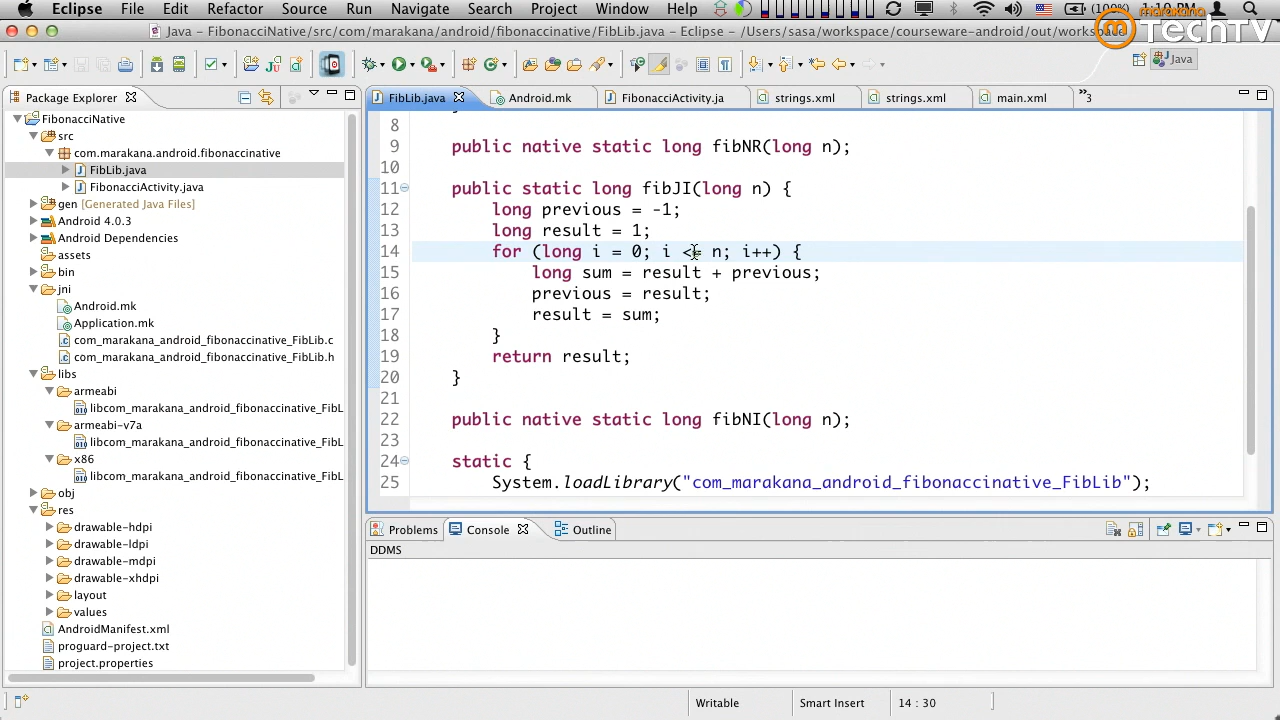 Eclipse File Edit Refactor Source Run Navigate Search Project Window Help (100%) 1:10 PM
marakana
TechTV
Java - FibonacciNative/src/com/marakana/android/fibonaccinative/FibLib.java - Eclipse - /Users/sasa/workspace/courseware-android/out/workspace
Java
Package Explorer
FibLib.java Android.mk FibonacciActivity.ja strings.xml strings.xml main.xml »3
FibonacciNative
src
com.marakana.android.fibonaccinative
FibLib.java
FibonacciActivity.java
gen [Generated Java Files]
Android 4.0.3
Android Dependencies
assets
bin
jni
Android.mk
Application.mk
com_marakana_android_fibonaccinative_FibLib.c
com_marakana_android_fibonaccinative_FibLib.h
libs
armeabi
libcom_marakana_android_fibonaccinative_FibL
armeabi-v7a
libcom_marakana_android_fibonaccinative_FibL
x86
libcom_marakana_android_fibonaccinative_FibL
obj
res
drawable-hdpi
drawable-ldpi
drawable-mdpi
drawable-xhdpi
layout
values
AndroidManifest.xml
proguard-project.txt
project.properties
8
9 public native static long fibNR(long n);
10
11 public static long fibJI(long n) {
12 long previous = -1;
13 long result = 1;
14 for (long i = 0; i <= n; i++) {
15 long sum = result + previous;
16 previous = result;
17 result = sum;
18 }
19 return result;
20 }
21
22 public native static long fibNI(long n);
23
24 static {
25 System.loadLibrary("com_marakana_android_fibonaccinative_FibLib");
Problems Console Outline
DDMS
Writable Smart Insert 14 : 30